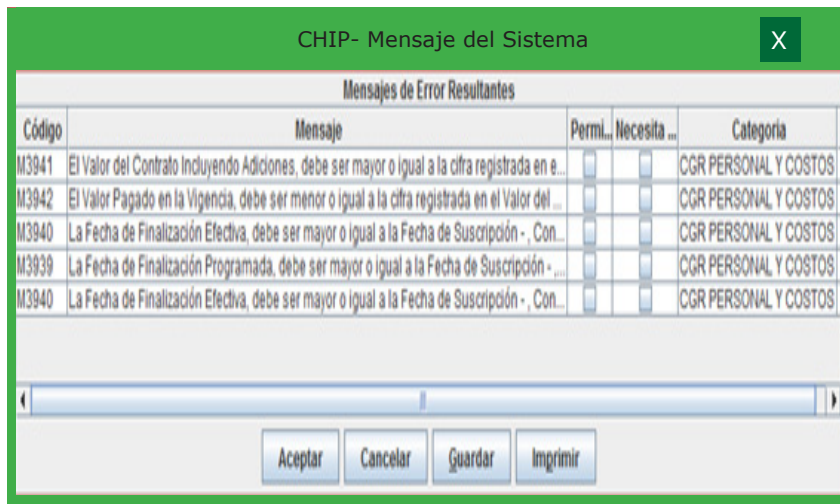 CHIP- Mensaje del Sistema X
Mensajes de Error Resultantes
Código Mensaje Permi... Necesita ... Categoria
M3941 El Valor del Contrato Incluyendo Adiciones, debe ser mayor o igual a la cifra registrada en e... CGR PERSONAL Y COSTOS
M3942 El Valor Pagado en la Vigencia, debe ser menor o igual a la cifra registrada en el Valor del ... CGR PERSONAL Y COSTOS
M3940 La Fecha de Finalización Efectiva, debe ser mayor o igual a la Fecha de Suscripción - , Con... CGR PERSONAL Y COSTOS
M3939 La Fecha de Finalización Programada, debe ser mayor o igual a la Fecha de Suscripción - ,... CGR PERSONAL Y COSTOS
M3940 La Fecha de Finalización Efectiva, debe ser mayor o igual a la Fecha de Suscripción - , Con... CGR PERSONAL Y COSTOS
Aceptar Cancelar Guardar Imprimir